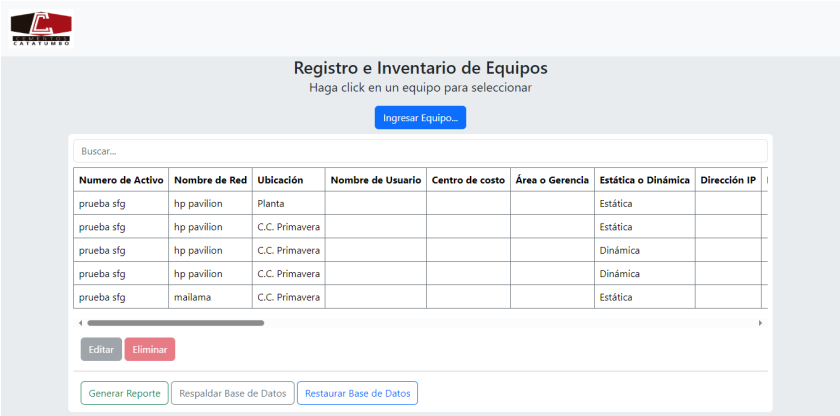 CEMENTOS
CATATUMBO
Registro e Inventario de Equipos
Haga click en un equipo para seleccionar
Ingresar Equipo...
Buscar...
Numero de Activo Nombre de Red Ubicación Nombre de Usuario Centro de costo Área o Gerencia Estática o Dinámica Dirección IP
prueba sfg hp pavilion Planta Estática
prueba sfg hp pavilion C.C. Primavera Estática
prueba sfg hp pavilion C.C. Primavera Dinámica
prueba sfg hp pavilion C.C. Primavera Dinámica
prueba sfg mailama C.C. Primavera Estática
Editar Eliminar
Generar Reporte Respaldar Base de Datos Restaurar Base de Datos